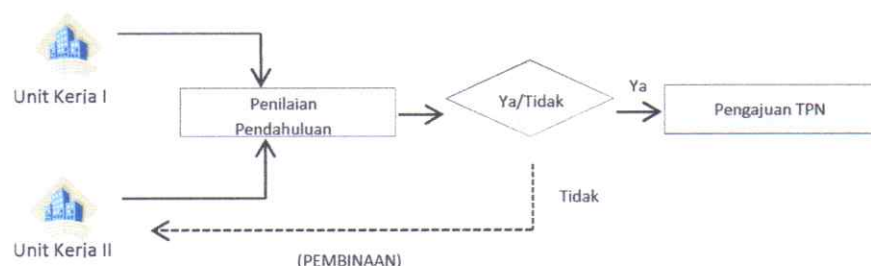 Unit Kerja I
Penilaian
Pendahuluan
Ya/Tidak
Ya
Pengajuan TPN
Tidak
Unit Kerja II
(PEMBINAAN)